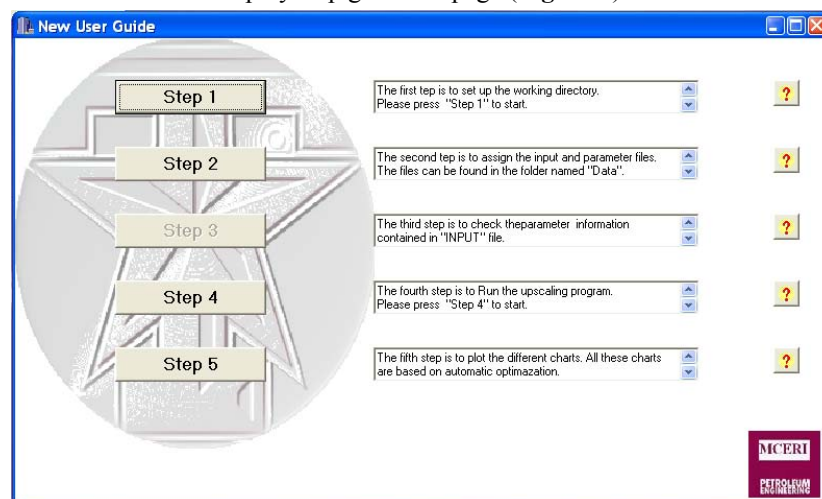 New User Guide
Step 1
The first tep is to set up the working directory.
Please press "Step 1" to start.
?
Step 2
The second tep is to assign the input and parameter files.
The files can be found in the folder named "Data".
?
Step 3
The third step is to check theparameter information
contained in "INPUT" file.
?
Step 4
The fourth step is to Run the upscaling program.
Please press "Step 4" to start.
?
Step 5
The fifth step is to plot the different charts. All these charts
are based on automatic optimazation.
?
MCERI
PETROLEUM
ENGINEERING